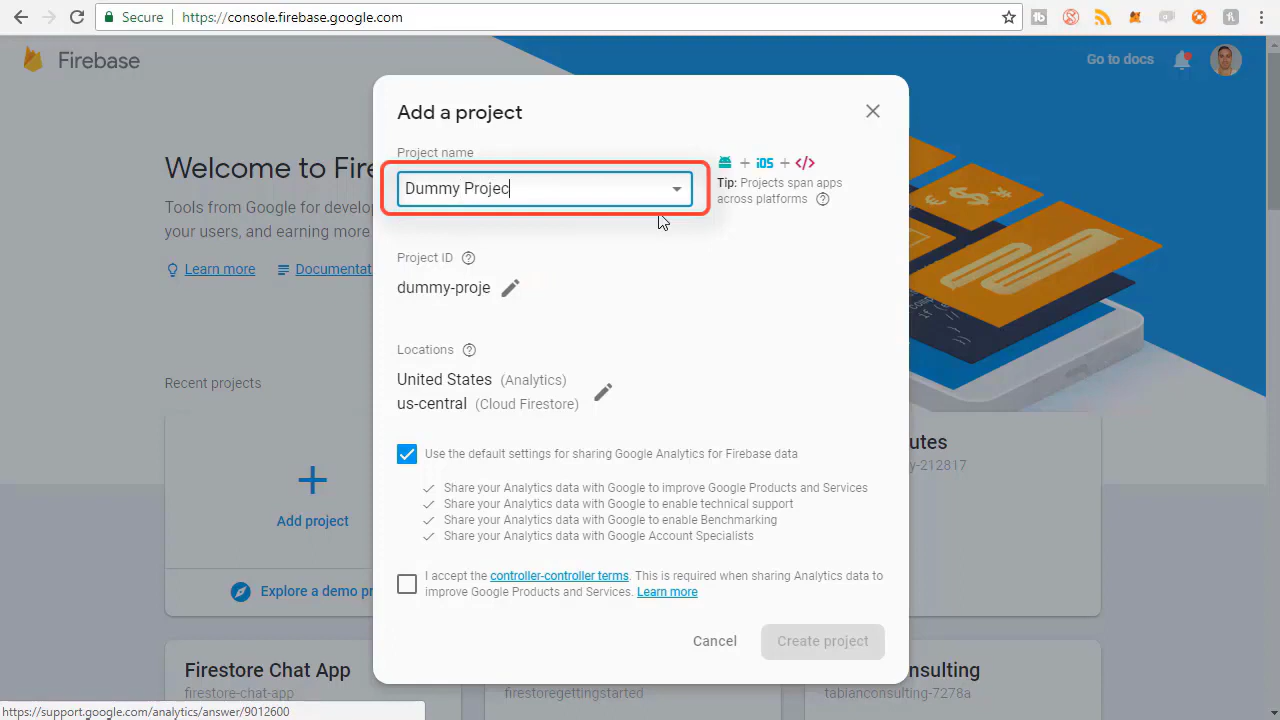 Secure
https://console.firebase.google.com
Firebase
Go to docs
Welcome to Fire
Tools from Google for develo
your users, and earning more
Learn more
Documentat
Recent projects
Add project
Explore a demo pr
Firestore Chat App
firestore-chat-app
firestoregettingstarted
utes
y-212817
nsulting
tabianconsulting-7278a
Add a project
Project name
Dummy Projec
iOS
Tip: Projects span apps
across platforms
Project ID
dummy-proje
Locations
United States (Analytics)
us-central (Cloud Firestore)
Use the default settings for sharing Google Analytics for Firebase data
Share your Analytics data with Google to improve Google Products and Services
Share your Analytics data with Google to enable technical support
Share your Analytics data with Google to enable Benchmarking
Share your Analytics data with Google Account Specialists
I accept the controller-controller terms. This is required when sharing Analytics data to
improve Google Products and Services. Learn more
Cancel
Create project
https://support.google.com/analytics/answer/9012600